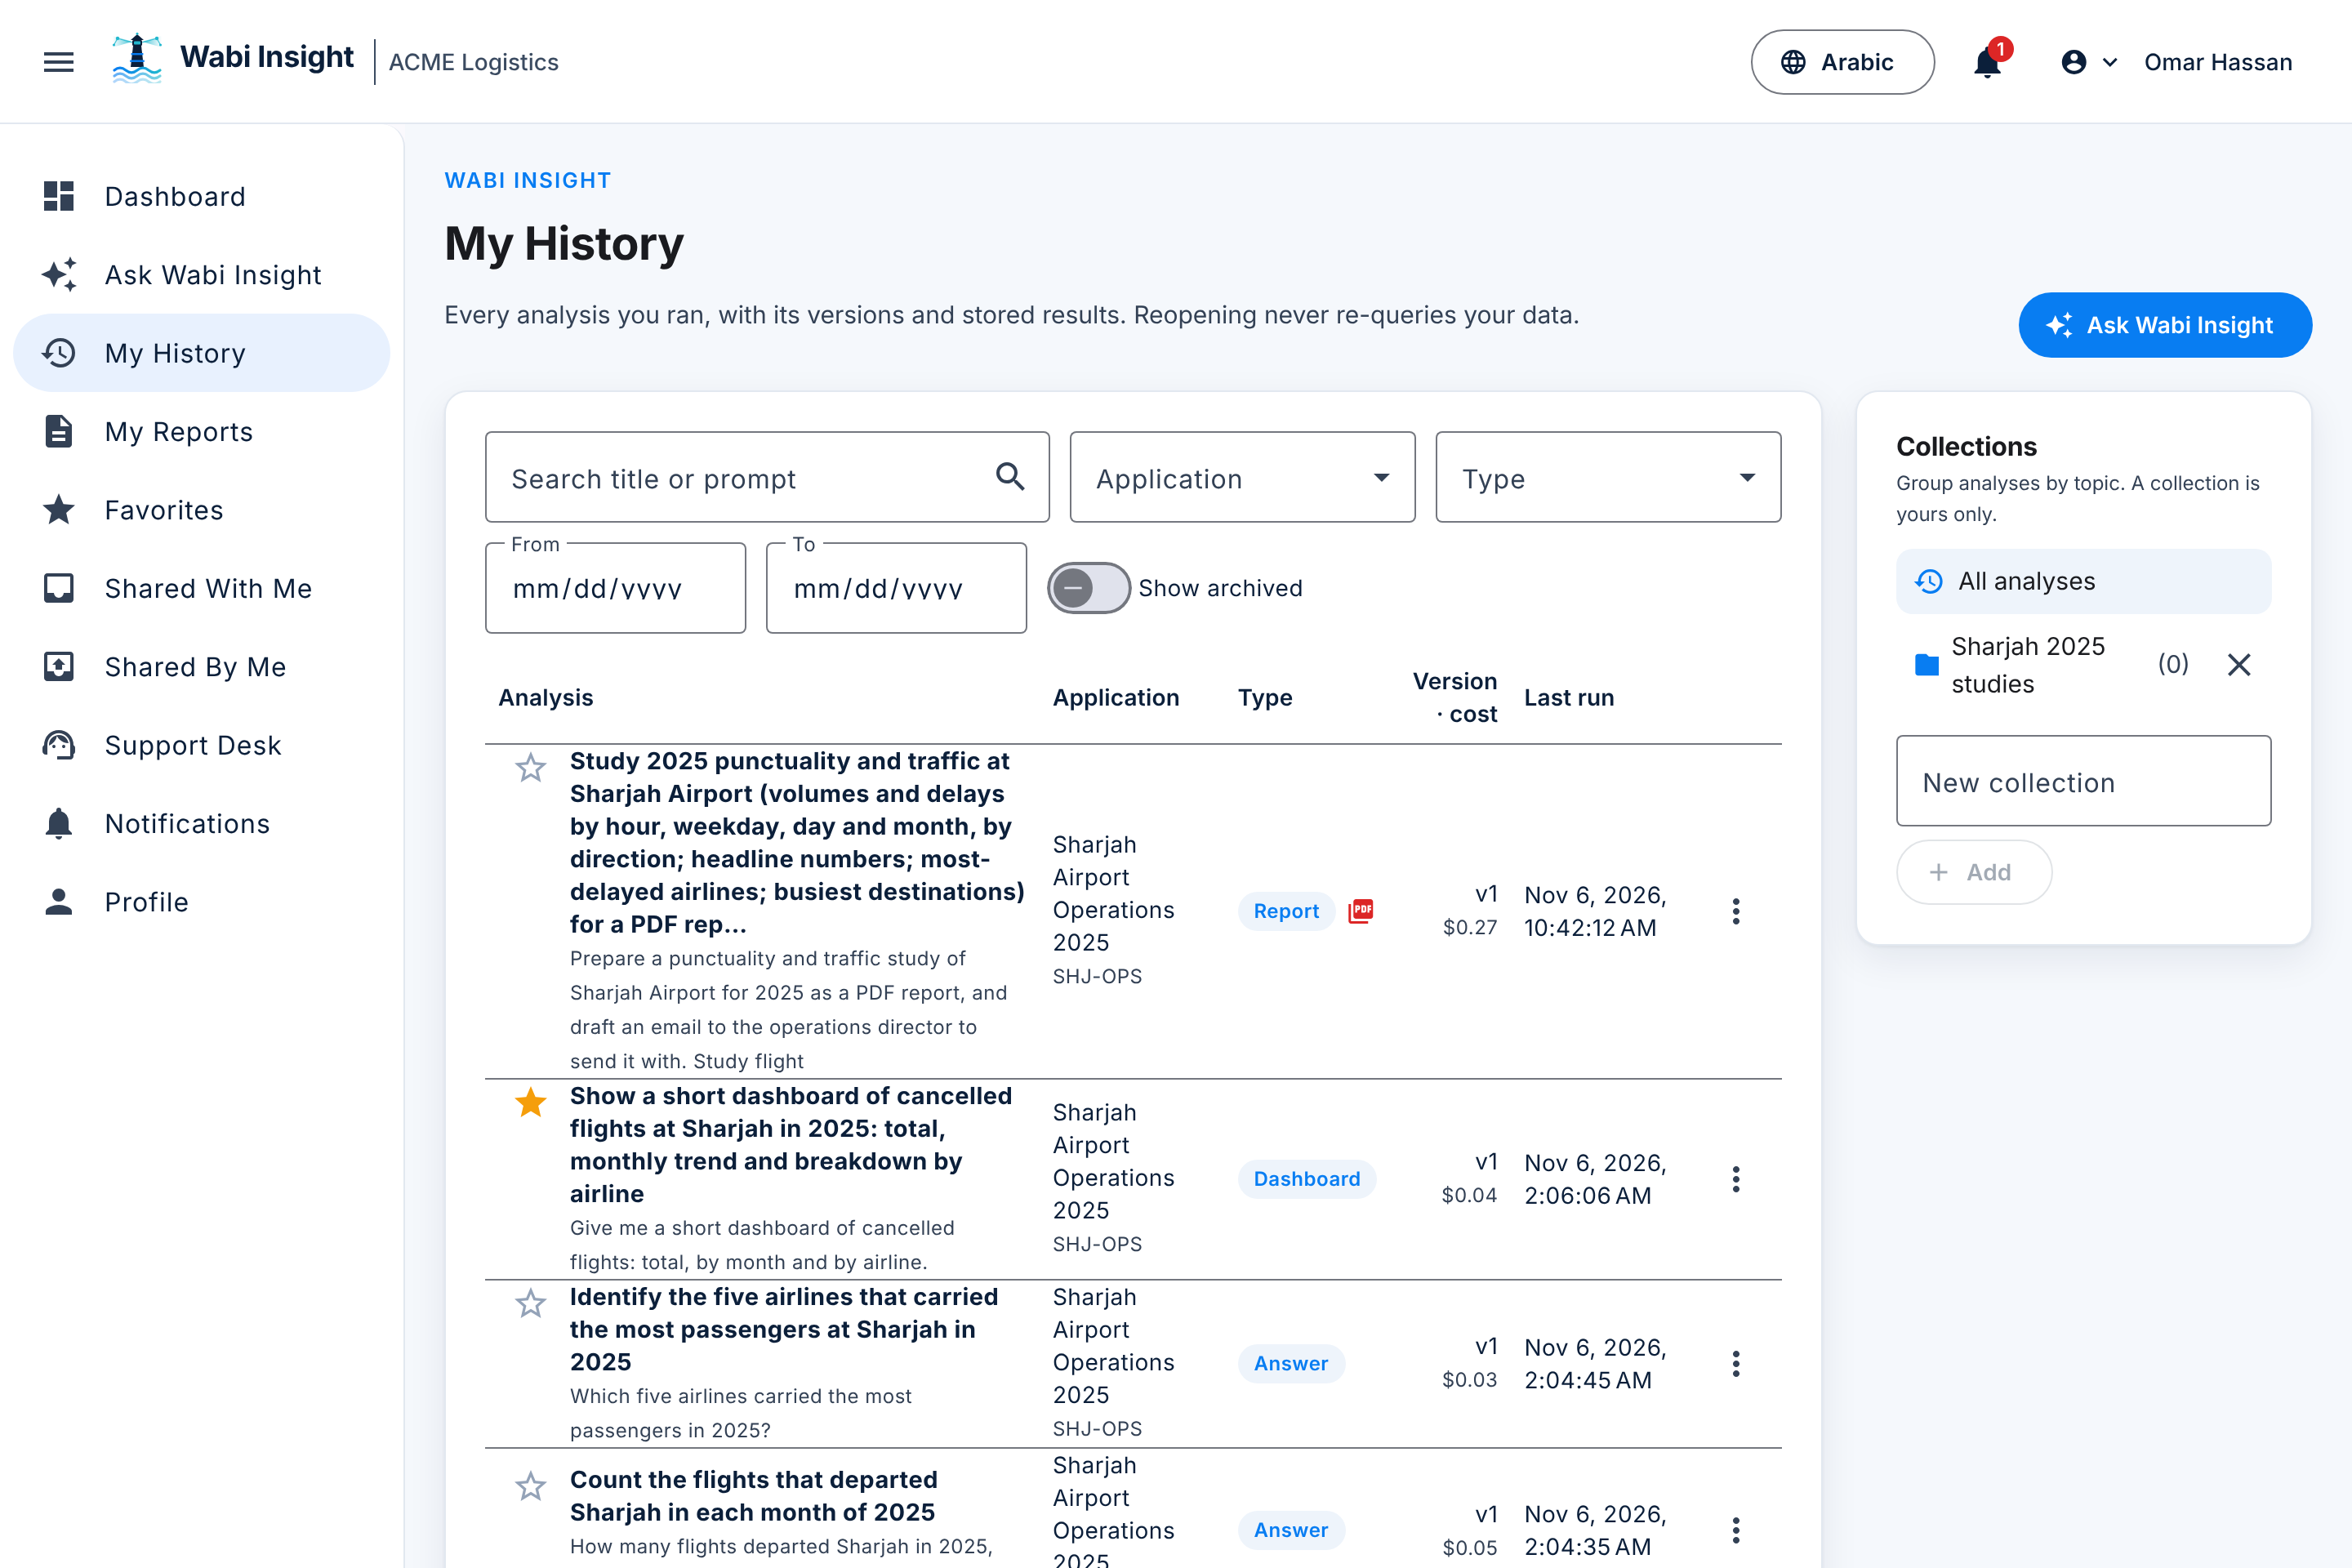 Wabi Insight
ACME Logistics
Arabic
1
Omar Hassan
Dashboard
Ask Wabi Insight
My History
My Reports
Favorites
Shared With Me
Shared By Me
Support Desk
Notifications
Profile
WABI INSIGHT
My History
Every analysis you ran, with its versions and stored results. Reopening never re-queries your data.
Ask Wabi Insight
Search title or prompt
Application
Type
From
mm/dd/yyyy
To
mm/dd/yyyy
Show archived
Analysis
Application
Type
Version
· cost
Last run
Study 2025 punctuality and traffic at
Sharjah Airport (volumes and delays
by hour, weekday, day and month, by
direction; headline numbers; most-
delayed airlines; busiest destinations)
for a PDF rep...
Prepare a punctuality and traffic study of
Sharjah Airport for 2025 as a PDF report, and
draft an email to the operations director to
send it with. Study flight
Sharjah
Airport
Operations
2025
SHJ-OPS
Report
PDF
v1
$0.27
Nov 6, 2026,
10:42:12 AM
Show a short dashboard of cancelled
flights at Sharjah in 2025: total,
monthly trend and breakdown by
airline
Give me a short dashboard of cancelled
flights: total, by month and by airline.
Sharjah
Airport
Operations
2025
SHJ-OPS
Dashboard
v1
$0.04
Nov 6, 2026,
2:06:06 AM
Identify the five airlines that carried
the most passengers at Sharjah in
2025
Which five airlines carried the most
passengers in 2025?
Sharjah
Airport
Operations
2025
SHJ-OPS
Answer
v1
$0.03
Nov 6, 2026,
2:04:45 AM
Count the flights that departed
Sharjah in each month of 2025
How many flights departed Sharjah in 2025,
Sharjah
Airport
Operations
2025
Answer
v1
$0.05
Nov 6, 2026,
2:04:35 AM
Collections
Group analyses by topic. A collection is
yours only.
All analyses
Sharjah 2025
studies
(0)
New collection
Add